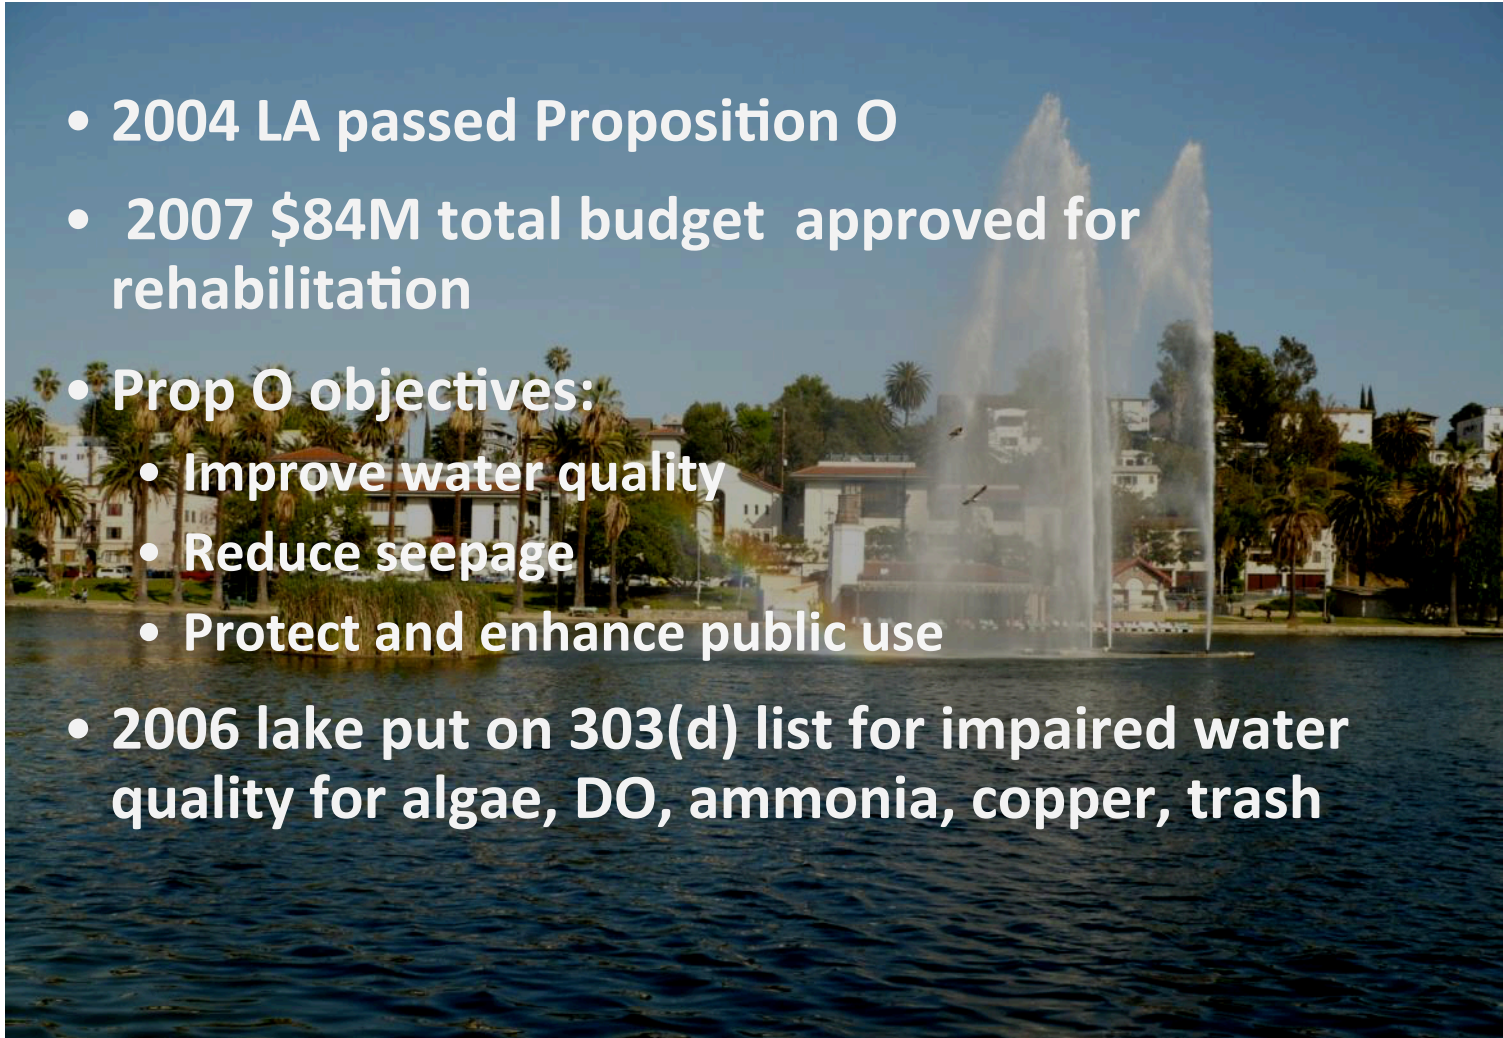 • 2004 LA passed Proposition O
• 2007 $84M total budget  approved for
rehabilitation
• Prop O objectives:
• Improve water quality
• Reduce seepage
• Protect and enhance public use
• 2006 lake put on 303(d) list for impaired water
quality for algae, DO, ammonia, copper, trash